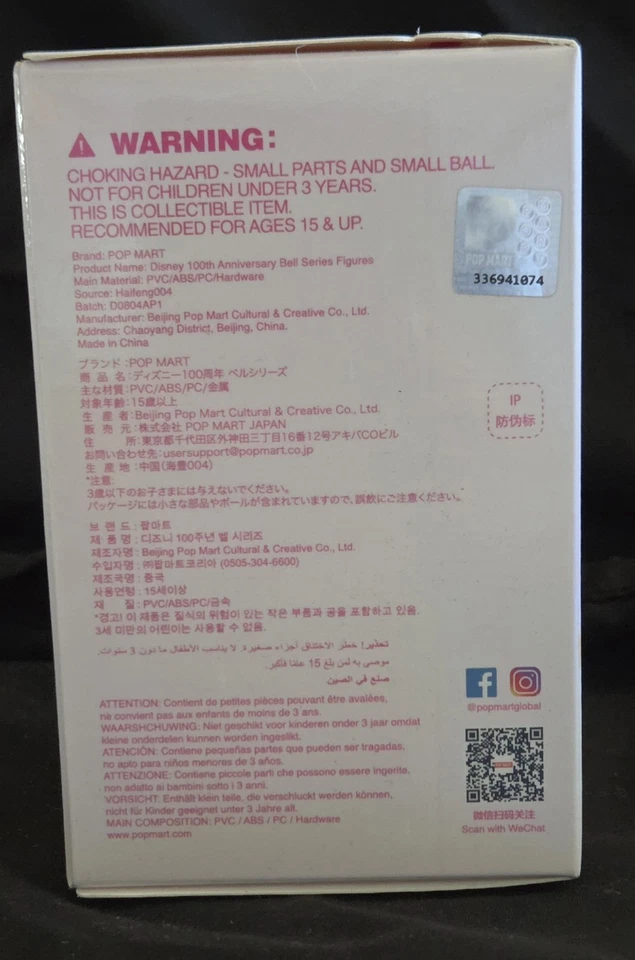 WARNING:
CHOKING HAZARD - SMALL PARTS AND SMALL BALL.
NOT FOR CHILDREN UNDER 3 YEARS.
THIS IS COLLECTIBLE ITEM.
RECOMMENDED FOR AGES 15 & UP.
POP MART
336941074
Brand: POP MART
Product Name: Disney 100th Anniversary Bell Series Figures
Main Material: PVC/ABS/PC/Hardware
Source: Haifeng004
Batch: D0804AP1
Manufacturer: Beijing Pop Mart Cultural & Creative Co., Ltd.
Address: Chaoyang District, Beijing, China.
Made in China
ブランド:POP MART
商 品 名:ディズニー100周年 ベルシリーズ
主な材質:PVC/ABS/PC/金属
対象年齢:15歳以上
生 産 者:Beijing Pop Mart Cultural & Creative Co., Ltd.
販 売 元:株式会社 POP MART JAPAN
住 所:東京都千代田区外神田三丁目16番12号アキバCOビル
お問い合わせ先:usersupport@popmart.co.jp
生 産 地:中国(海豊004)
*注意:
3歳以下のお子さまには与えないでください。
パッケージには小さな部品やボールが含まれていますので、誤飲にご注意ください。
IP
防伪标
브 랜 드 : 팝마트
제 품 명 : 디즈니 100주년 벨 시리즈
제조자명 : Beijing Pop Mart Cultural & Creative Co., Ltd.
수입자명 : ㈜팝마트코리아 (0505-304-6600)
제조국명 : 중국
사용연령 : 15세이상
재 질 : PVC/ABS/PC/금속
*경고! 이 제품은 질식의 위험이 있는 작은 부품과 공을 포함하고 있음.
3세 미만의 어린이는 사용할 수 없음.
تحذير! خطر الاختناق أجزاء صغيرة. لا يناسب الأطفال ما دون 3 سنوات.
موصى به لمن بلغ 15 عامًا فأكبر.
صنع في الصين
ATTENTION: Contient de petites pièces pouvant être avalées,
ne convient pas aux enfants de moins de 3 ans.
WAARSHCHUWING: Niet geschikt voor kinderen onder 3 jaar omdat
kleine onderdelen kunnen worden ingeslikt.
ATENCIÓN: Contiene pequeñas partes que pueden ser tragadas,
no apto para niños menores de 3 años.
ATTENZIONE: Contiene piccole parti che possono essere ingerite,
non adatto ai bambini sotto i 3 anni.
VORSICHT: Enthält klein teile, die verschluckt werden können,
nicht für Kinder geeignet unter 3 Jahre alt.
MAIN COMPOSITION: PVC / ABS / PC / Hardware
www.popmart.com
@popmartglobal
微信扫码关注
Scan with WeChat